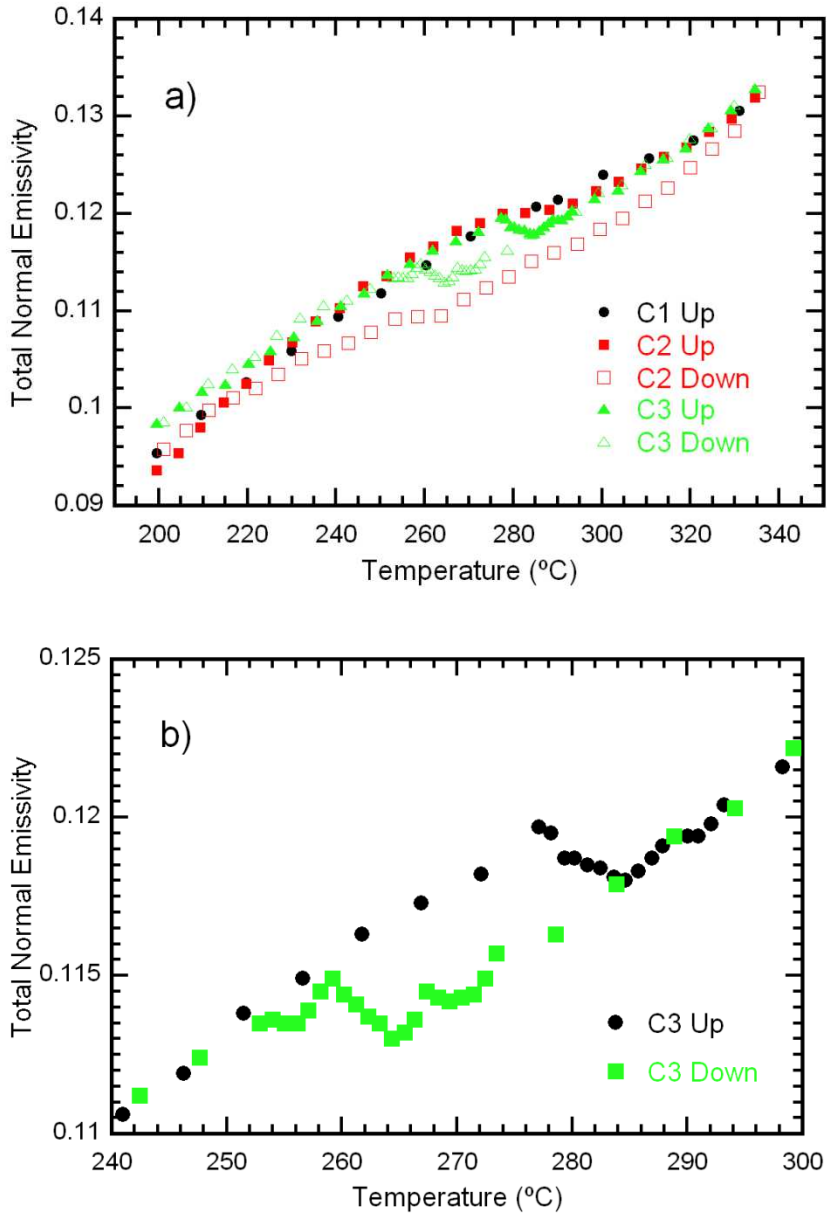 0.14
a)
0.13
0.12
0.11
0.1
0.09
Total Normal Emissivity
C1 Up
C2 Up
C2 Down
C3 Up
C3 Down
200 220 240 260 280 300 320 340
Temperature (ºC)
0.125
b)
0.12
0.115
0.11
Total Normal Emissivity
C3 Up
C3 Down
240 250 260 270 280 290 300
Temperature (ºC)